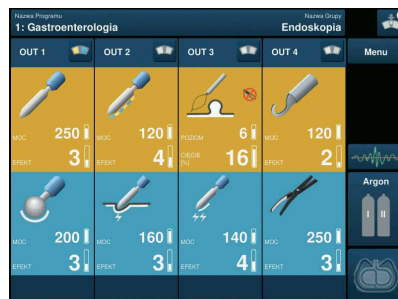 Nazwa Programu
Nazwa Grupy
1: Gastroenterologia
Endoskopia
OUT 1
OUT 2
OUT 3
OUT 4
Menu
MOC 250
MOC 120
POZIOM 6
MOC 120
EFEKT 3
EFEKT 4
CIĘCIE [%] 16
EFEKT 2
Argon
I II
MOC 200
MOC 160
MOC 140
MOC 250
EFEKT 3
EFEKT 3
EFEKT 4
EFEKT 3